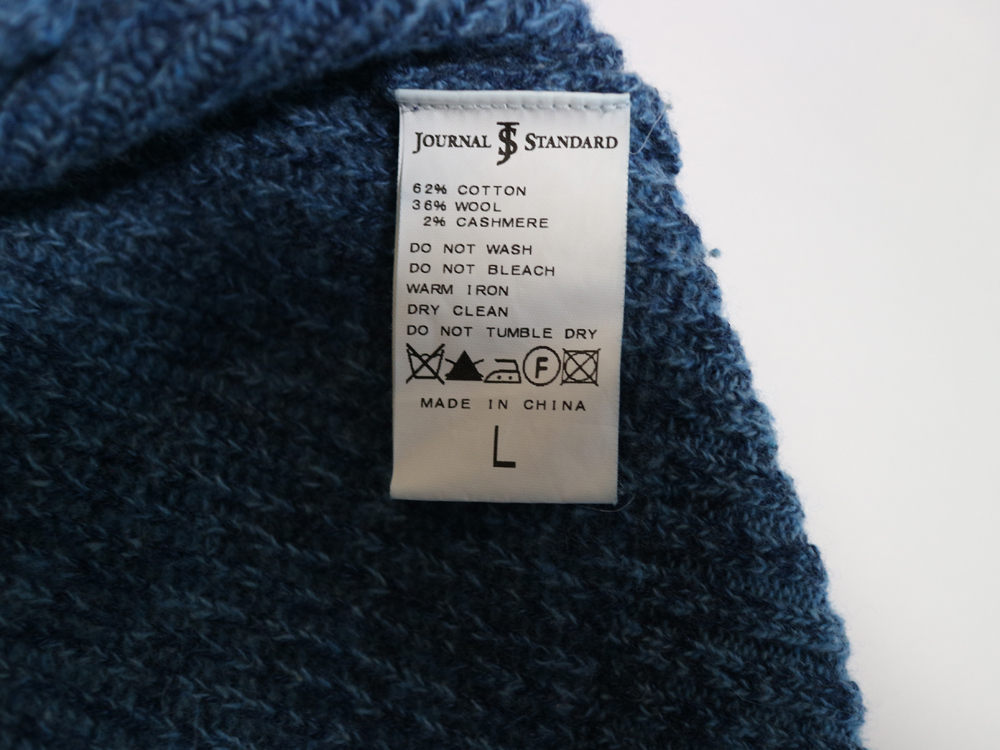 JOURNAL JS STANDARD
62% COTTON
36% WOOL
2% CASHMERE
DO NOT WASH
DO NOT BLEACH
WARM IRON
DRY CLEAN
DO NOT TUMBLE DRY
F
MADE IN CHINA
L